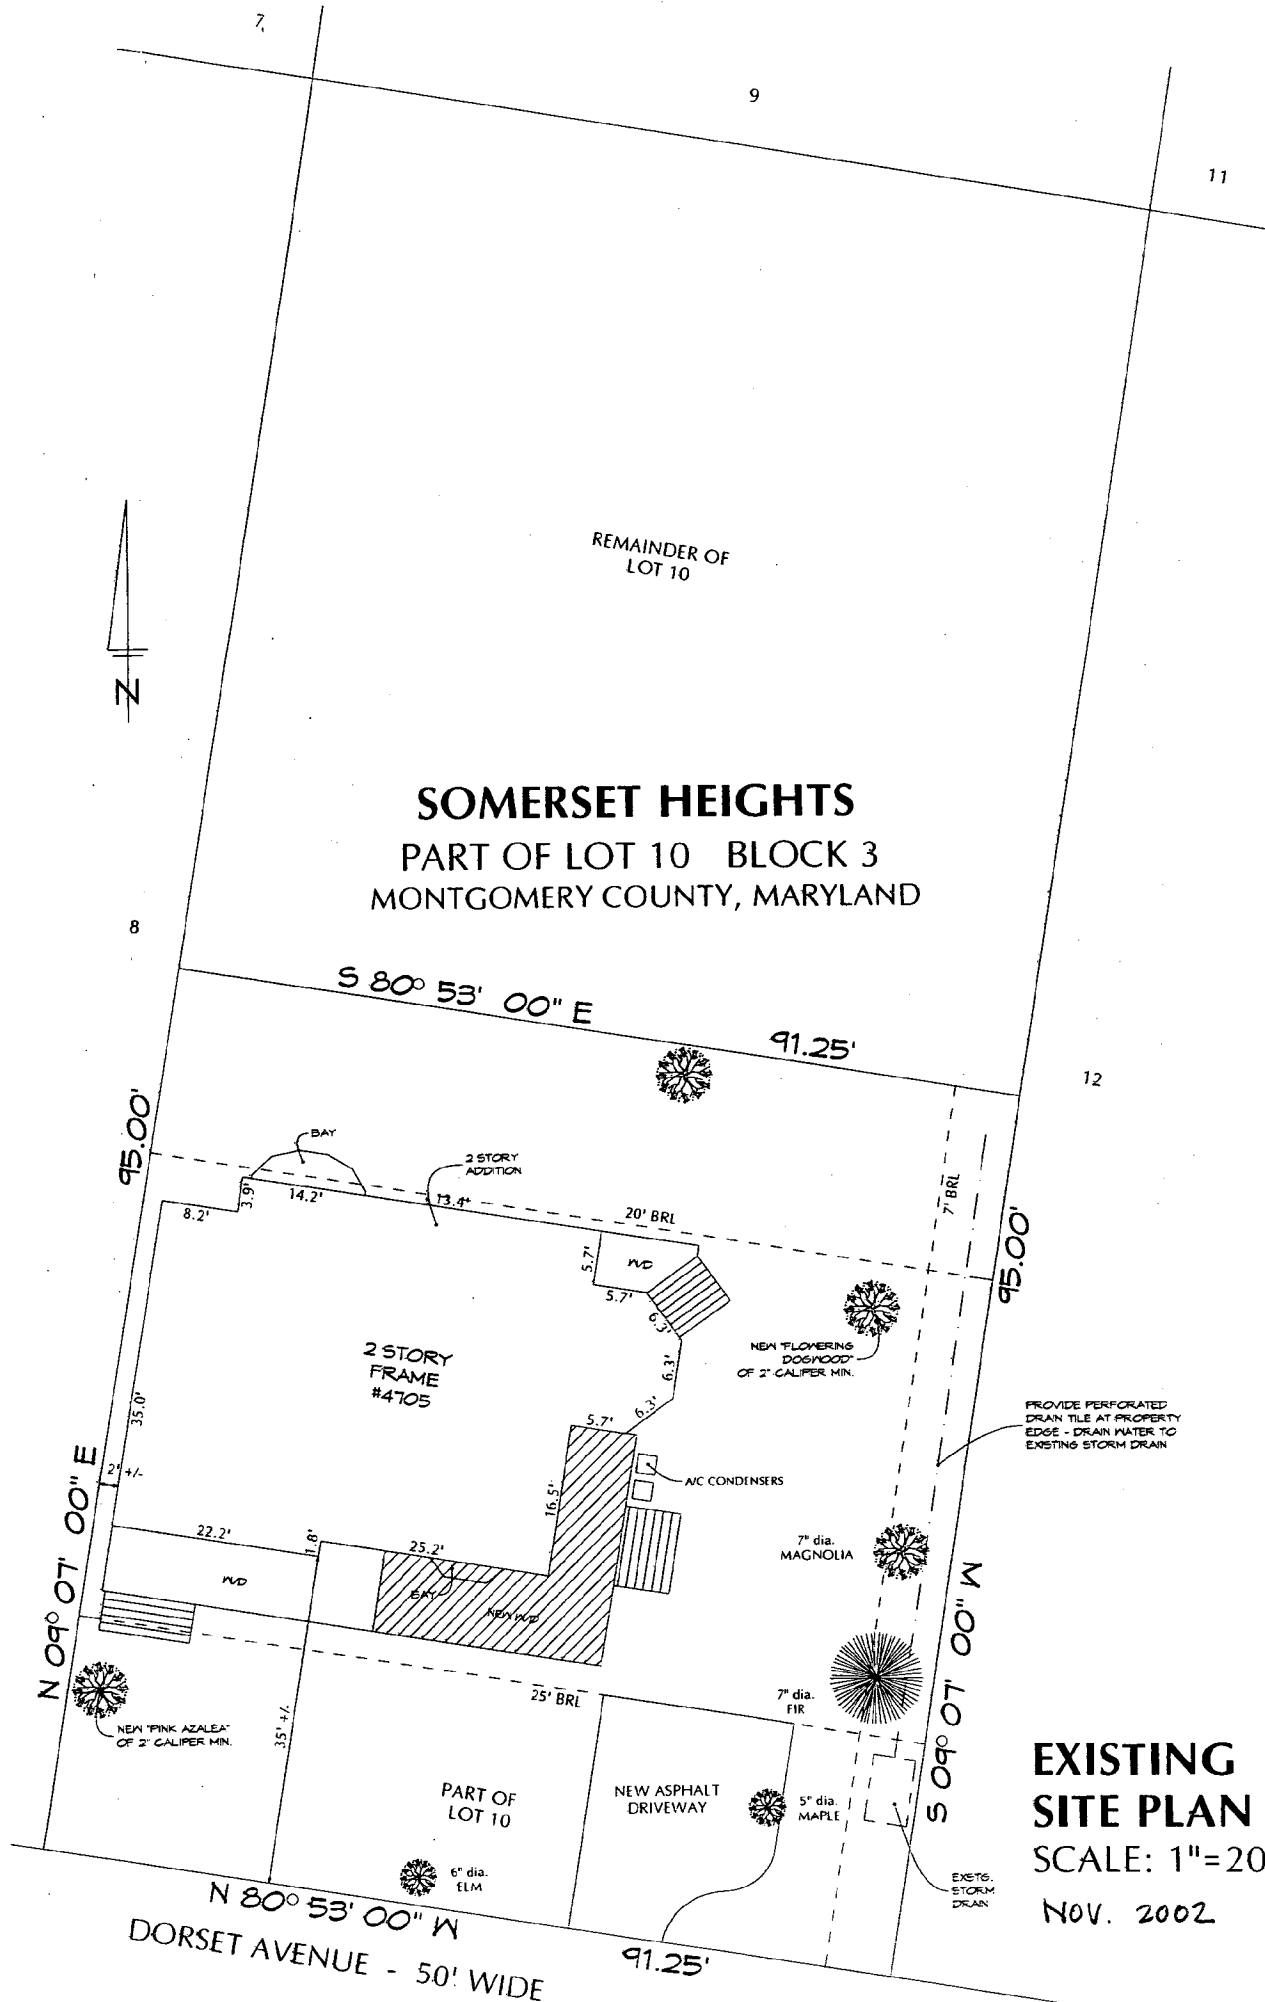 7
9
11
REMAINDER OF
LOT 10
N
SOMERSET HEIGHTS
PART OF LOT 10 BLOCK 3
MONTGOMERY COUNTY, MARYLAND
8
S 80° 53' 00" E
91.25'
12
95.00'
BAY
2 STORY
ADDITION
8.2'
3.9'
14.2'
13.4'
20' BRL
7' BRL
95.00'
5.7'
WD
5.7'
6.3'
6.3'
6.3'
NEW "FLOWERING
DOGWOOD"
OF 2" CALIPER MIN.
2 STORY
FRAME
#4705
35.0'
PROVIDE PERFORATED
DRAIN TILE AT PROPERTY
EDGE - DRAIN WATER TO
EXISTING STORM DRAIN
5.7'
A/C CONDENSERS
2' +/-
16.5'
22.2'
1.8'
25.2'
7" dia.
MAGNOLIA
WD
BAY
NEW WD
N 09° 07' 00" E
S 09° 07' 00" W
25' BRL
7" dia.
FIR
NEW "PINK AZALEA"
OF 2" CALIPER MIN.
35' +/-
PART OF
LOT 10
NEW ASPHALT
DRIVEWAY
5" dia.
MAPLE
6" dia.
ELM
EXSTG.
STORM
DRAIN
EXISTING
SITE PLAN
SCALE: 1"=20
NOV. 2002
N 80° 53' 00" W
91.25'
DORSET AVENUE - 50' WIDE